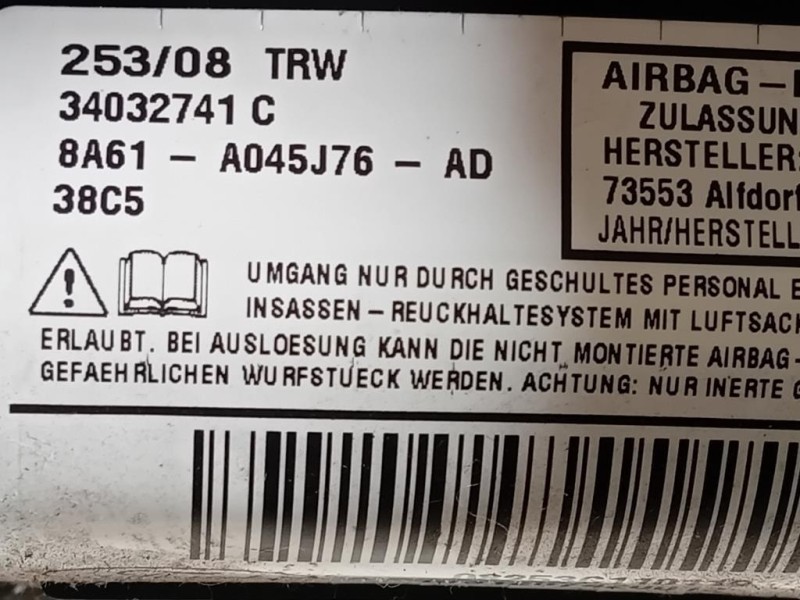 253/08 TRW
34032741 C
8A61 - A045J76 - AD
38C5
AIRBAG -
ZULASSUN
HERSTELLER
73553 Alfdorf
JAHR/HERSTELL
UMGANG NUR DURCH GESCHULTES PERSONAL E
INSASSEN - REUCKHALTESYSTEM MIT LUFTSACK
ERLAUBT. BEI AUSLOESUNG KANN DIE NICHT MONTIERTE AIRBAG-
GEFAEHRLICHEN WURFSTUECK WERDEN. ACHTUNG: NUR INERTE